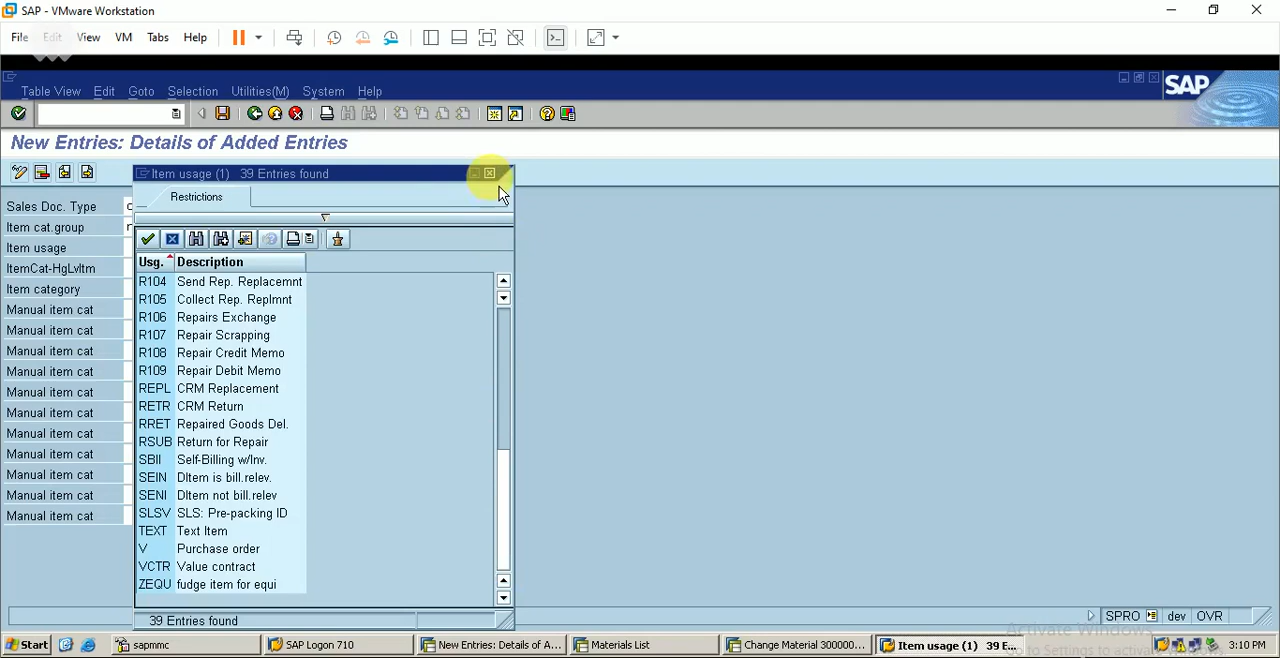 SAP - VMware Workstation
File Edit View VM Tabs Help
Table View Edit Goto Selection Utilities(M) System Help
SAP
New Entries: Details of Added Entries
Item usage (1) 39 Entries found
Restrictions
Sales Doc. Type
Item cat.group
Item usage
ItemCat-HgLvItm
Item category
Manual item cat
Manual item cat
Manual item cat
Manual item cat
Manual item cat
Manual item cat
Manual item cat
Manual item cat
Manual item cat
Manual item cat
Manual item cat
Usg. Description
R104 Send Rep. Replacemnt
R105 Collect Rep. Replmnt
R106 Repairs Exchange
R107 Repair Scrapping
R108 Repair Credit Memo
R109 Repair Debit Memo
REPL CRM Replacement
RETR CRM Return
RRET Repaired Goods Del.
RSUB Return for Repair
SBII Self-Billing w/Inv.
SEIN DItem is bill.relev.
SENI DItem not bill.relev
SLSV SLS: Pre-packing ID
TEXT Text Item
V Purchase order
VCTR Value contract
ZEQU fudge item for equi
39 Entries found
SPRO dev OVR
Activate Windows
Go to Settings to activate Windows.
Start sapmmc SAP Logon 710 New Entries: Details of A... Materials List Change Material 300000... Item usage (1) 39 E... 3:10 PM